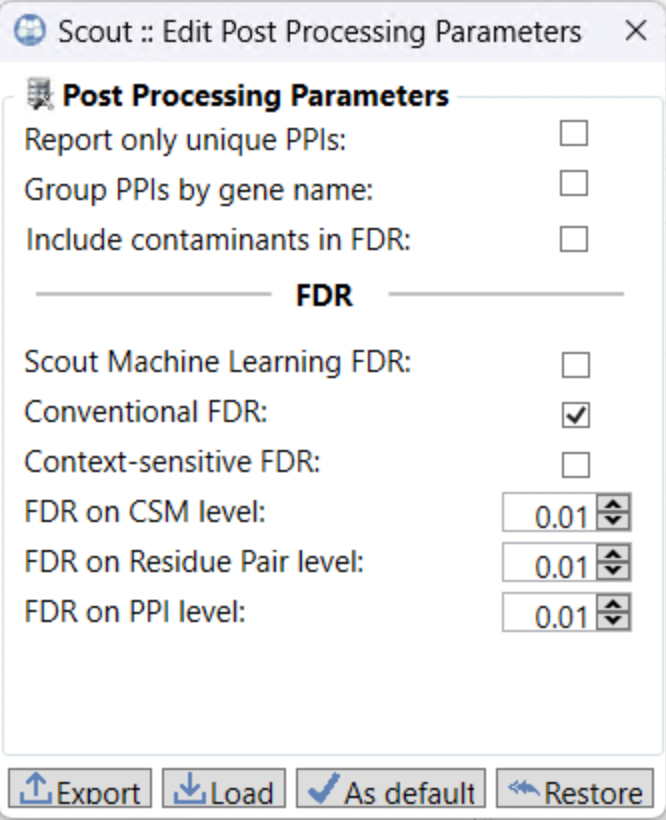 Scout :: Edit Post Processing Parameters
Post Processing Parameters
Report only unique PPIs:
Group PPIs by gene name:
Include contaminants in FDR:
FDR
Scout Machine Learning FDR:
Conventional FDR:
Context-sensitive FDR:
FDR on CSM level: 0.01
FDR on Residue Pair level: 0.01
FDR on PPI level: 0.01
Export Load As default Restore